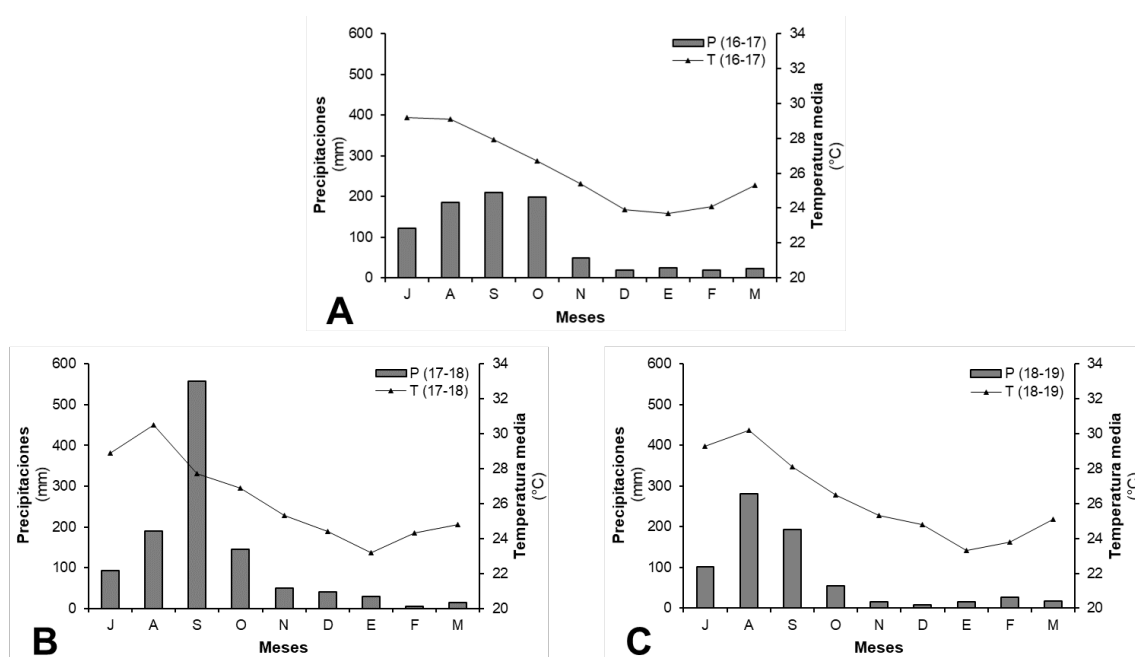 P (16-17)
T (16-17)
Precipitaciones
(mm)
600
500
400
300
200
100
0
34
32
30
28
26
24
22
20
Temperatura media
(°C)
J A S O N D E F M
Meses
A
P (17-18)
T (17-18)
Precipitaciones
(mm)
600
500
400
300
200
100
0
34
32
30
28
26
24
22
20
Temperatura media
(°C)
J A S O N D E F M
Meses
B
P (18-19)
T (18-19)
Precipitaciones
(mm)
600
500
400
300
200
100
0
34
32
30
28
26
24
22
20
Temperatura media
(°C)
J A S O N D E F M
Meses
C